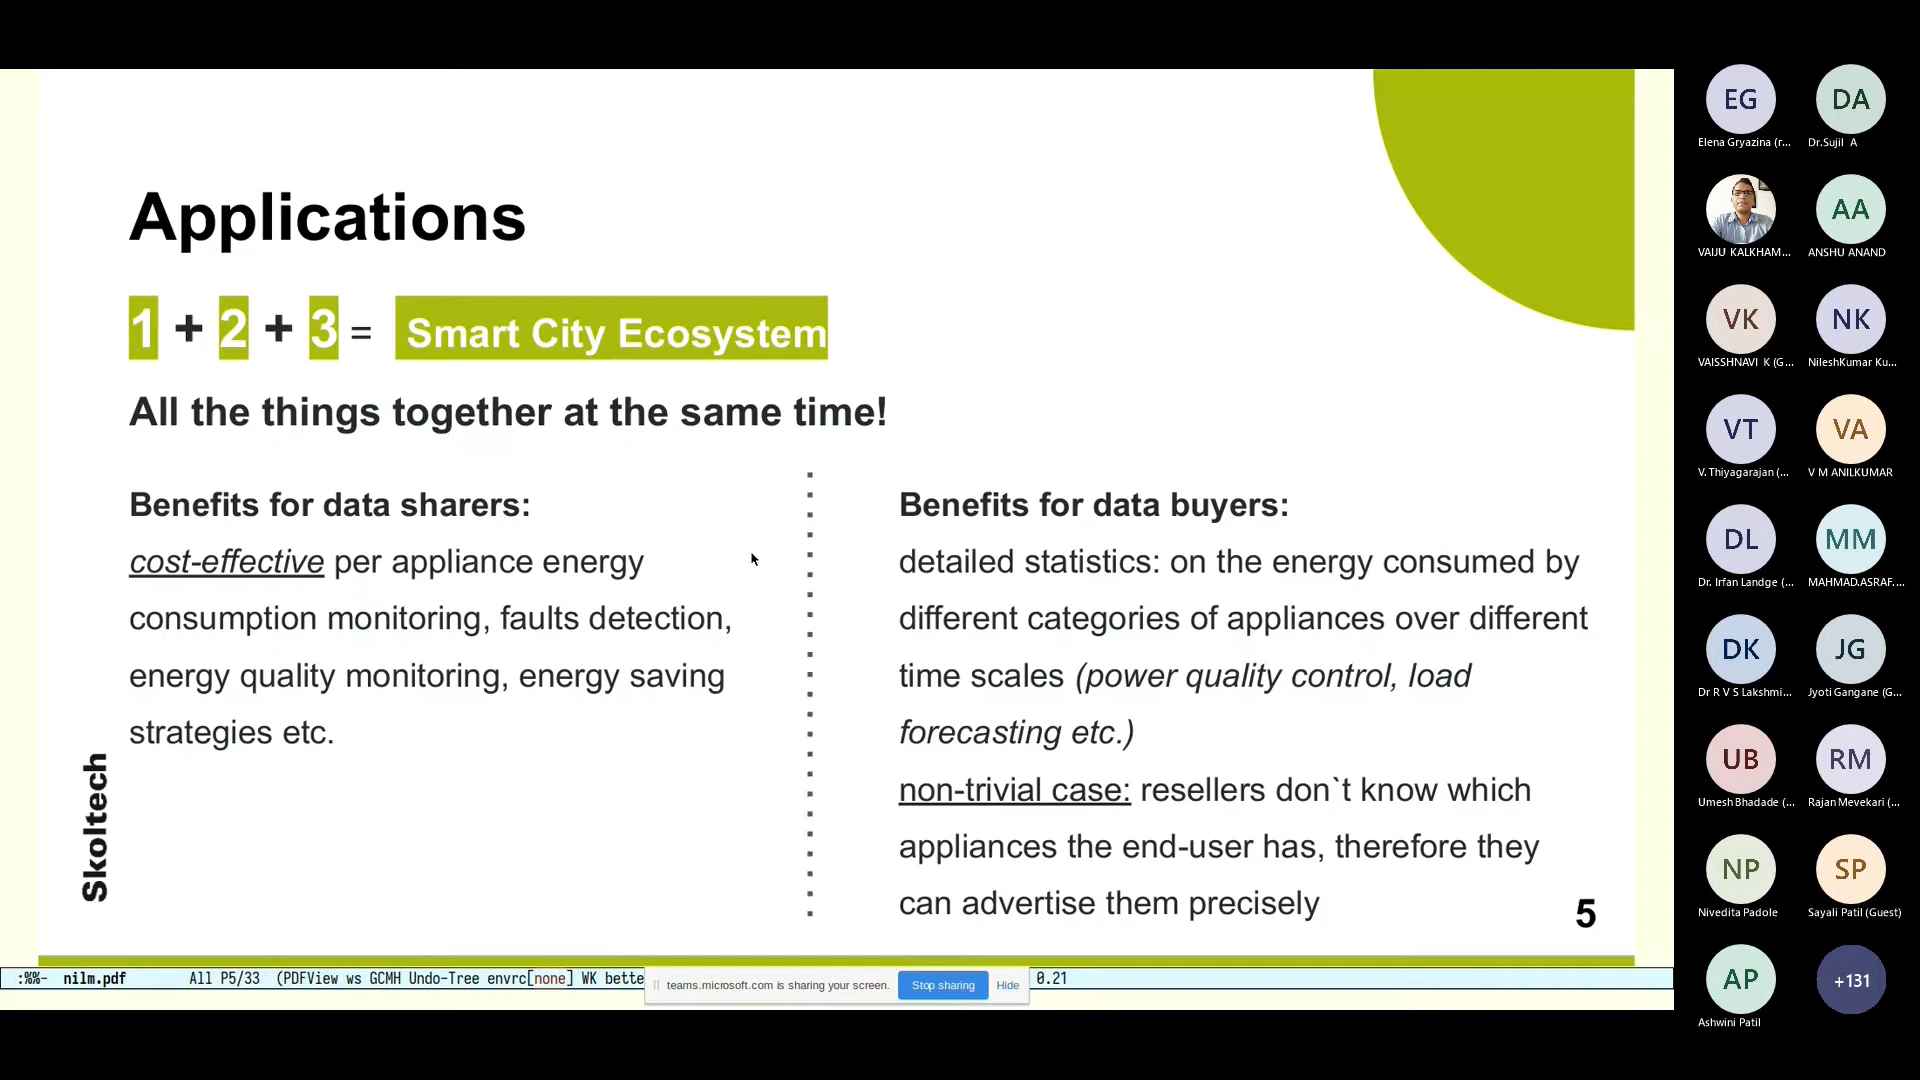 Applications
1 + 2 + 3 = Smart City Ecosystem
All the things together at the same time!
Benefits for data sharers:
cost-effective per appliance energy
consumption monitoring, faults detection,
energy quality monitoring, energy saving
strategies etc.
Benefits for data buyers:
detailed statistics: on the energy consumed by
different categories of appliances over different
time scales (power quality control, load
forecasting etc.)
non-trivial case: resellers don`t know which
appliances the end-user has, therefore they
can advertise them precisely
Skoltech
5
:%%- nilm.pdf All P5/33 (PDFView ws GCMH Undo-Tree envrc[none] WK bette
0.21
teams.microsoft.com is sharing your screen. Stop sharing Hide
EG DA
Elena Gryazina (r... Dr.Sujil A
AA
VAIJU KALKHAM... ANSHU ANAND
VK NK
VAISSHNAVI K (G... NileshKumar Ku...
VT VA
V. Thiyagarajan (... V M ANILKUMAR
DL MM
Dr. Irfan Landge (... MAHMAD.ASRAF....
DK JG
Dr R V S Lakshmi... Jyoti Gangane (G...
UB RM
Umesh Bhadade (... Rajan Mevekari (...
NP SP
Nivedita Padole Sayali Patil (Guest)
AP +131
Ashwini Patil